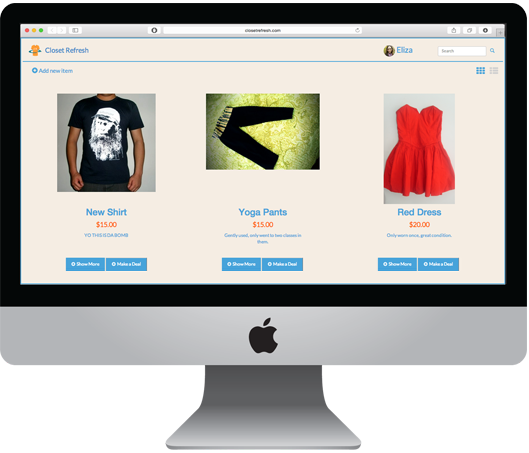 closetrefresh.com
Closet Refresh
Eliza
Search
Add new item
New Shirt
$15.00
YO THIS IS DA BOMB
Show More
Make a Deal
Yoga Pants
$15.00
Gently used, only went to two classes in
them.
Show More
Make a Deal
Red Dress
$20.00
Only worn once, great condition.
Show More
Make a Deal